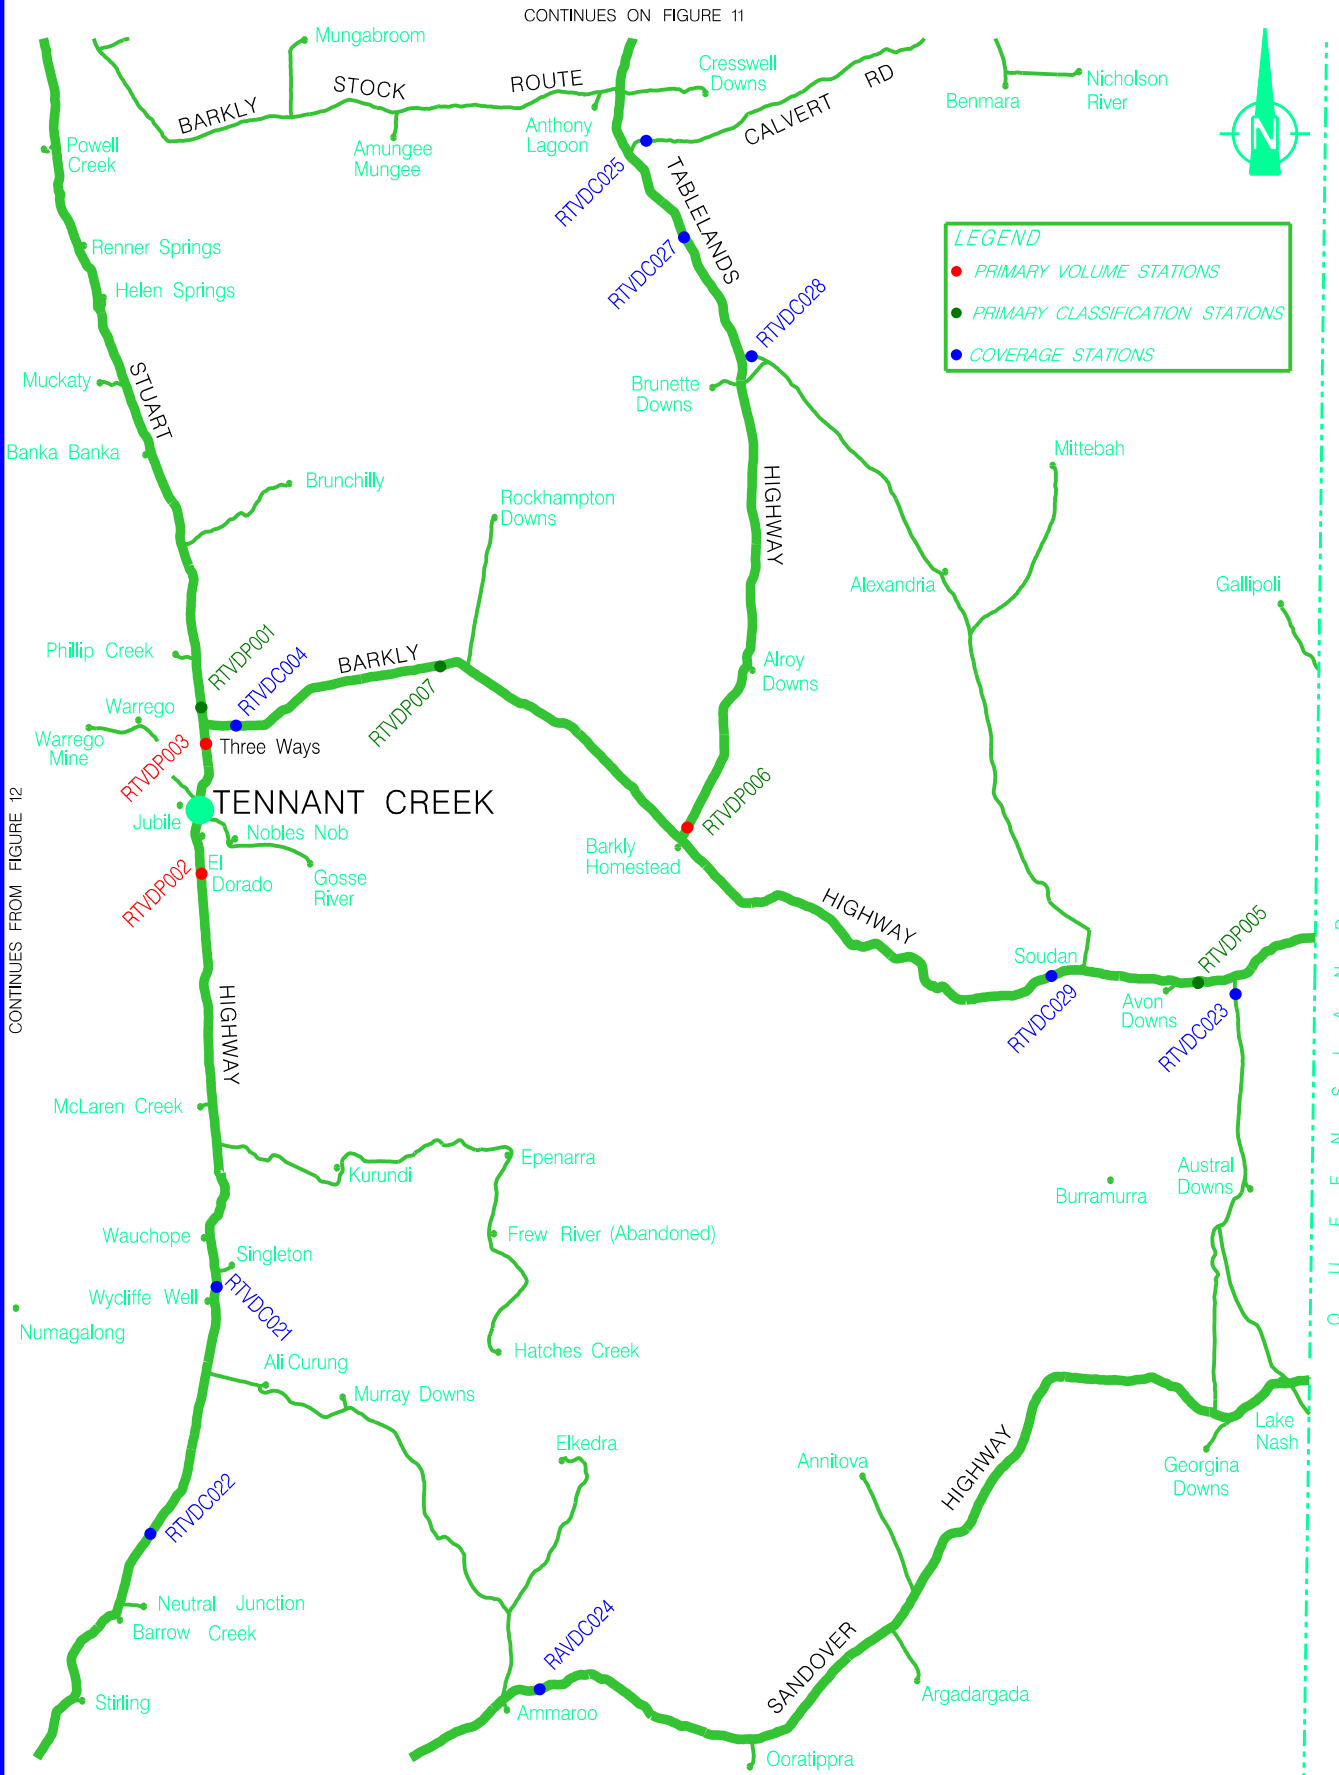 CONTINUES ON FIGURE 11
Mungabroom
BARKLY STOCK ROUTE
Cresswell
Downs
CALVERT RD
Benmara
Nicholson
River
N
Powell
Creek
Amungee
Mungee
Anthony
Lagoon
RTVDC025
TABLELANDS
RTVDC027
Renner Springs
Helen Springs
RTVDC028
LEGEND
PRIMARY VOLUME STATIONS
PRIMARY CLASSIFICATION STATIONS
COVERAGE STATIONS
Muckaty
STUART
Brunette
Downs
Banka Banka
Brunchilly
Rockhampton
Downs
HIGHWAY
Mittebah
Alexandria
Gallipoli
Phillip Creek
RTVDP001
RTVDC004
BARKLY
RTVDP007
Alroy
Downs
Warrego
Warrego
Mine
RTVDP003
Three Ways
TENNANT CREEK
Jubile
Nobles Nob
RTVDP006
Barkly
Homestead
El
Dorado
Gosse
River
RTVDP002
CONTINUES FROM FIGURE 12
HIGHWAY
HIGHWAY
Soudan
RTVDC029
RTVDP005
Avon
Downs
RTVDC023
McLaren Creek
Kurundi
Epenarra
Burramurra
Austral
Downs
Wauchope
Singleton
Frew River (Abandoned)
Wycliffe Well
RTVDC021
Numagalong
Ali Curung
Hatches Creek
Murray Downs
Elkedra
Annitova
HIGHWAY
Lake
Nash
Georgina
Downs
RTVDC022
Neutral Junction
Barrow Creek
RAVDC024
SANDOVER
Stirling
Ammaroo
Argadargada
Ooratippra